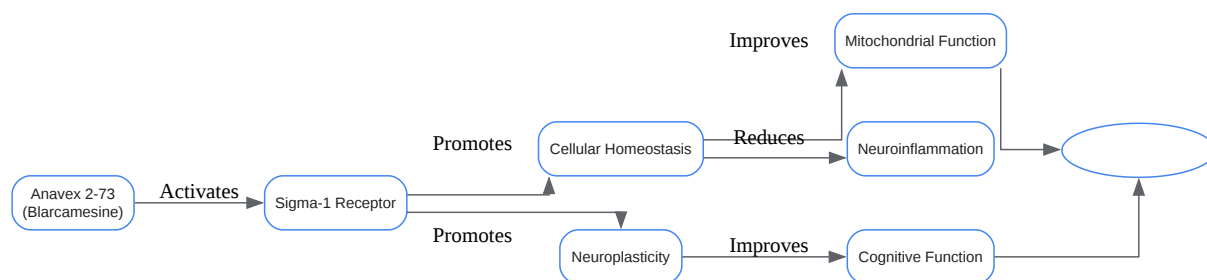 Improves
Mitochondrial Function
Promotes
Cellular Homeostasis
Reduces
Neuroinflammation
Anavex 2-73
(Blarcamesine)
Activates
Sigma-1 Receptor
Promotes
Neuroplasticity
Improves
Cognitive Function